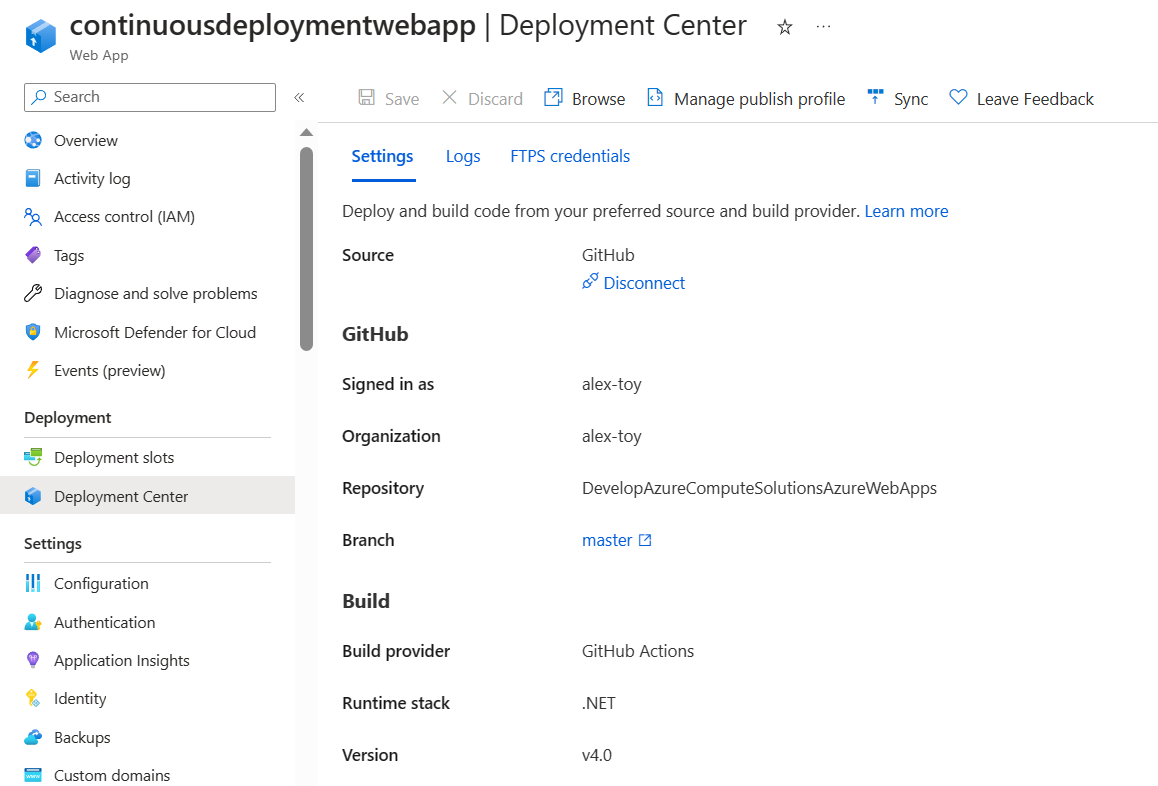 continuousdeploymentwebapp | Deployment Center
Web App
Search
Overview
Activity log
Access control (IAM)
Tags
Diagnose and solve problems
Microsoft Defender for Cloud
Events (preview)
Deployment
Deployment slots
Deployment Center
Settings
Configuration
Authentication
Application Insights
Identity
Backups
Custom domains
Save Discard Browse Manage publish profile Sync Leave Feedback
Settings Logs FTPS credentials
Deploy and build code from your preferred source and build provider. Learn more
Source GitHub
Disconnect
GitHub
Signed in as alex-toy
Organization alex-toy
Repository DevelopAzureComputeSolutionsAzureWebApps
Branch master
Build
Build provider GitHub Actions
Runtime stack .NET
Version v4.0